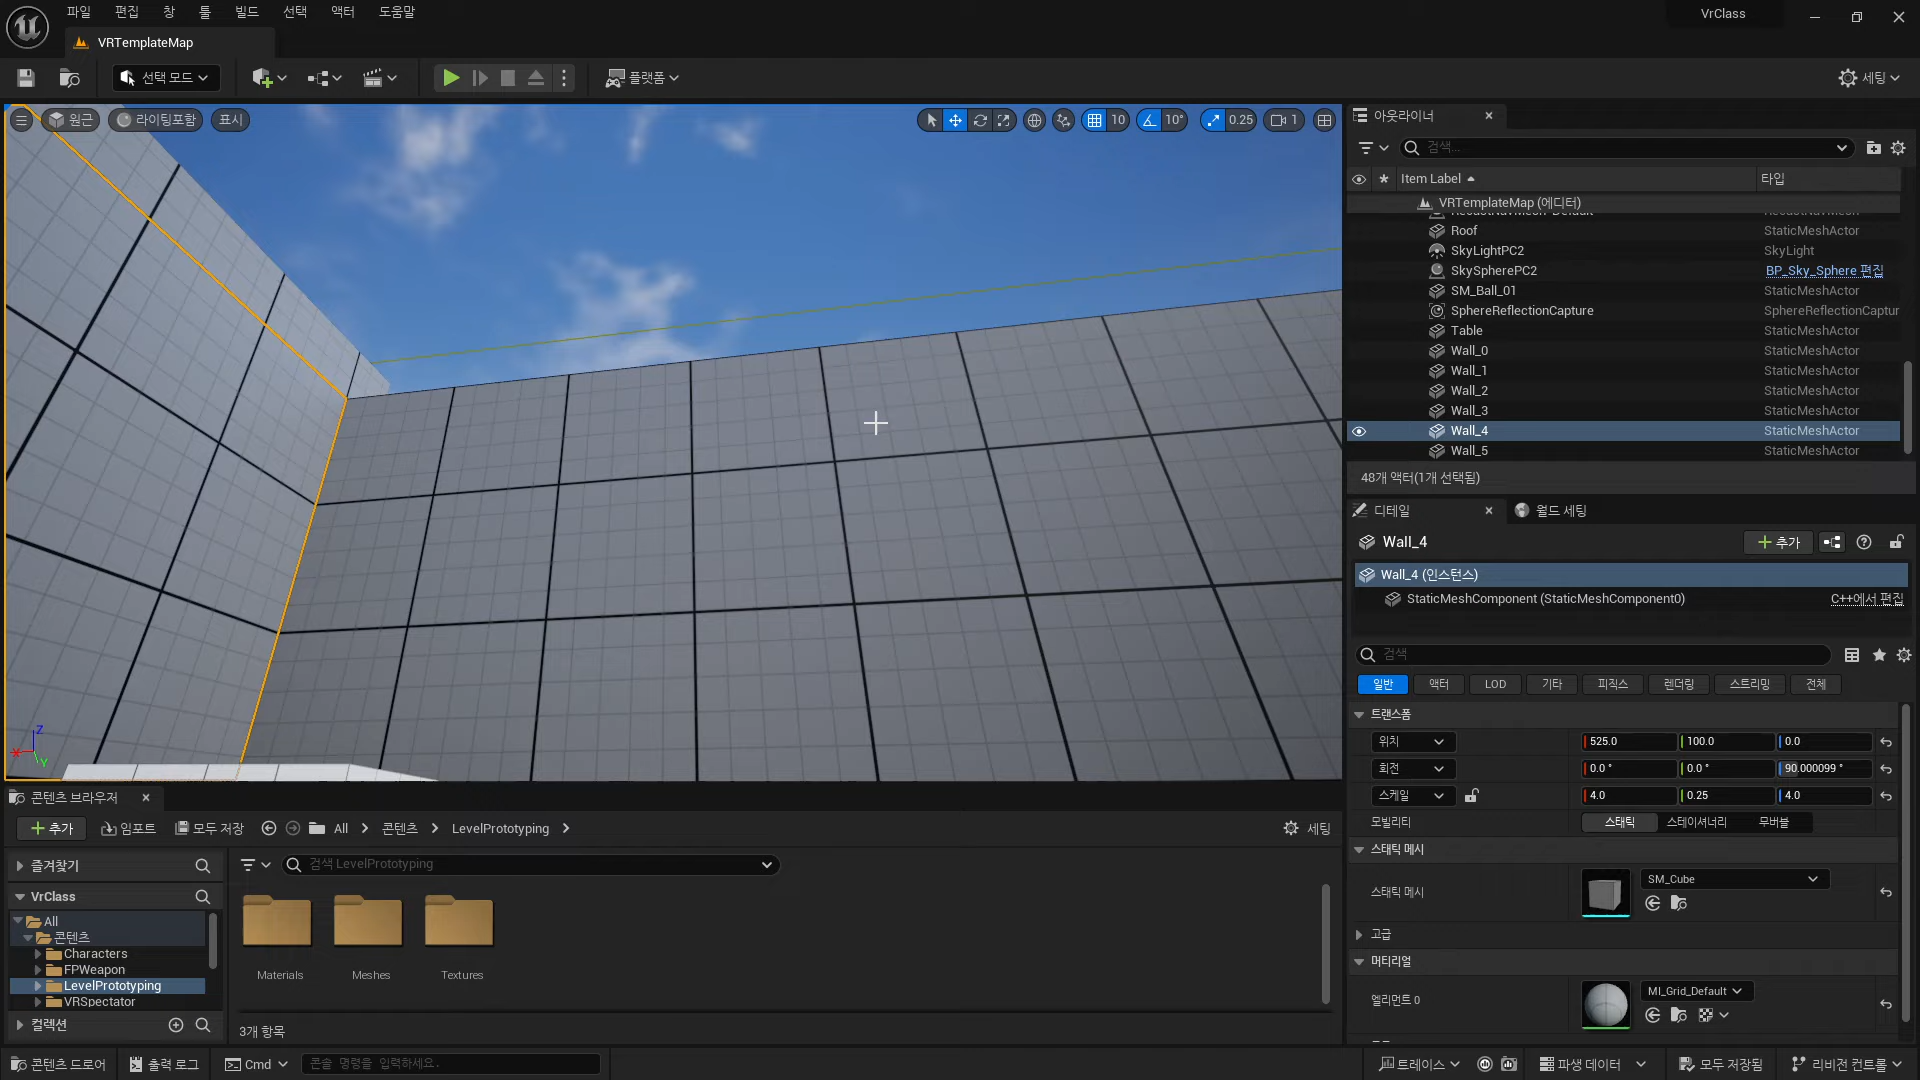 파일 편집 창 툴 빌드 선택 액터 도움말
VrClass
VRTemplateMap
선택 모드
플랫폼
세팅
원근 라이팅포함 표시
10 10° 0.25 1
아웃라이너
검색...
Item Label 타입
VRTemplateMap (에디터)
RecastNavMesh-Default RecastNavMesh
Roof StaticMeshActor
SkyLightPC2 SkyLight
SkySpherePC2 BP_Sky_Sphere 편집
SM_Ball_01 StaticMeshActor
SphereReflectionCapture SphereReflectionCaptur
Table StaticMeshActor
Wall_0 StaticMeshActor
Wall_1 StaticMeshActor
Wall_2 StaticMeshActor
Wall_3 StaticMeshActor
Wall_4 StaticMeshActor
Wall_5 StaticMeshActor
48개 액터(1개 선택됨)
디테일 월드 세팅
Wall_4 추가
Wall_4 (인스턴스)
StaticMeshComponent (StaticMeshComponent0) C++에서 편집
검색
일반 액터 LOD 기타 피직스 렌더링 스트리밍 전체
트랜스폼
위치 525.0 100.0 0.0
회전 0.0 ° 0.0 ° 90.000099 °
스케일 4.0 0.25 4.0
모빌리티 스태틱 스테이셔너리 무버블
스태틱 메시
스태틱 메시 SM_Cube
고급
머티리얼
엘리먼트 0 MI_Grid_Default
Z
X
Y
콘텐츠 브라우저
추가 임포트 모두 저장 All 콘텐츠 LevelPrototyping 세팅
즐겨찾기
검색 LevelPrototyping
VrClass
All
콘텐츠
Characters
FPWeapon
LevelPrototyping
VRSpectator
컬렉션
Materials Meshes Textures
3개 항목
콘텐츠 드로어 출력 로그 Cmd 콘솔 명령을 입력하세요.
트레이스 파생 데이터 모두 저장됨 리비전 컨트롤